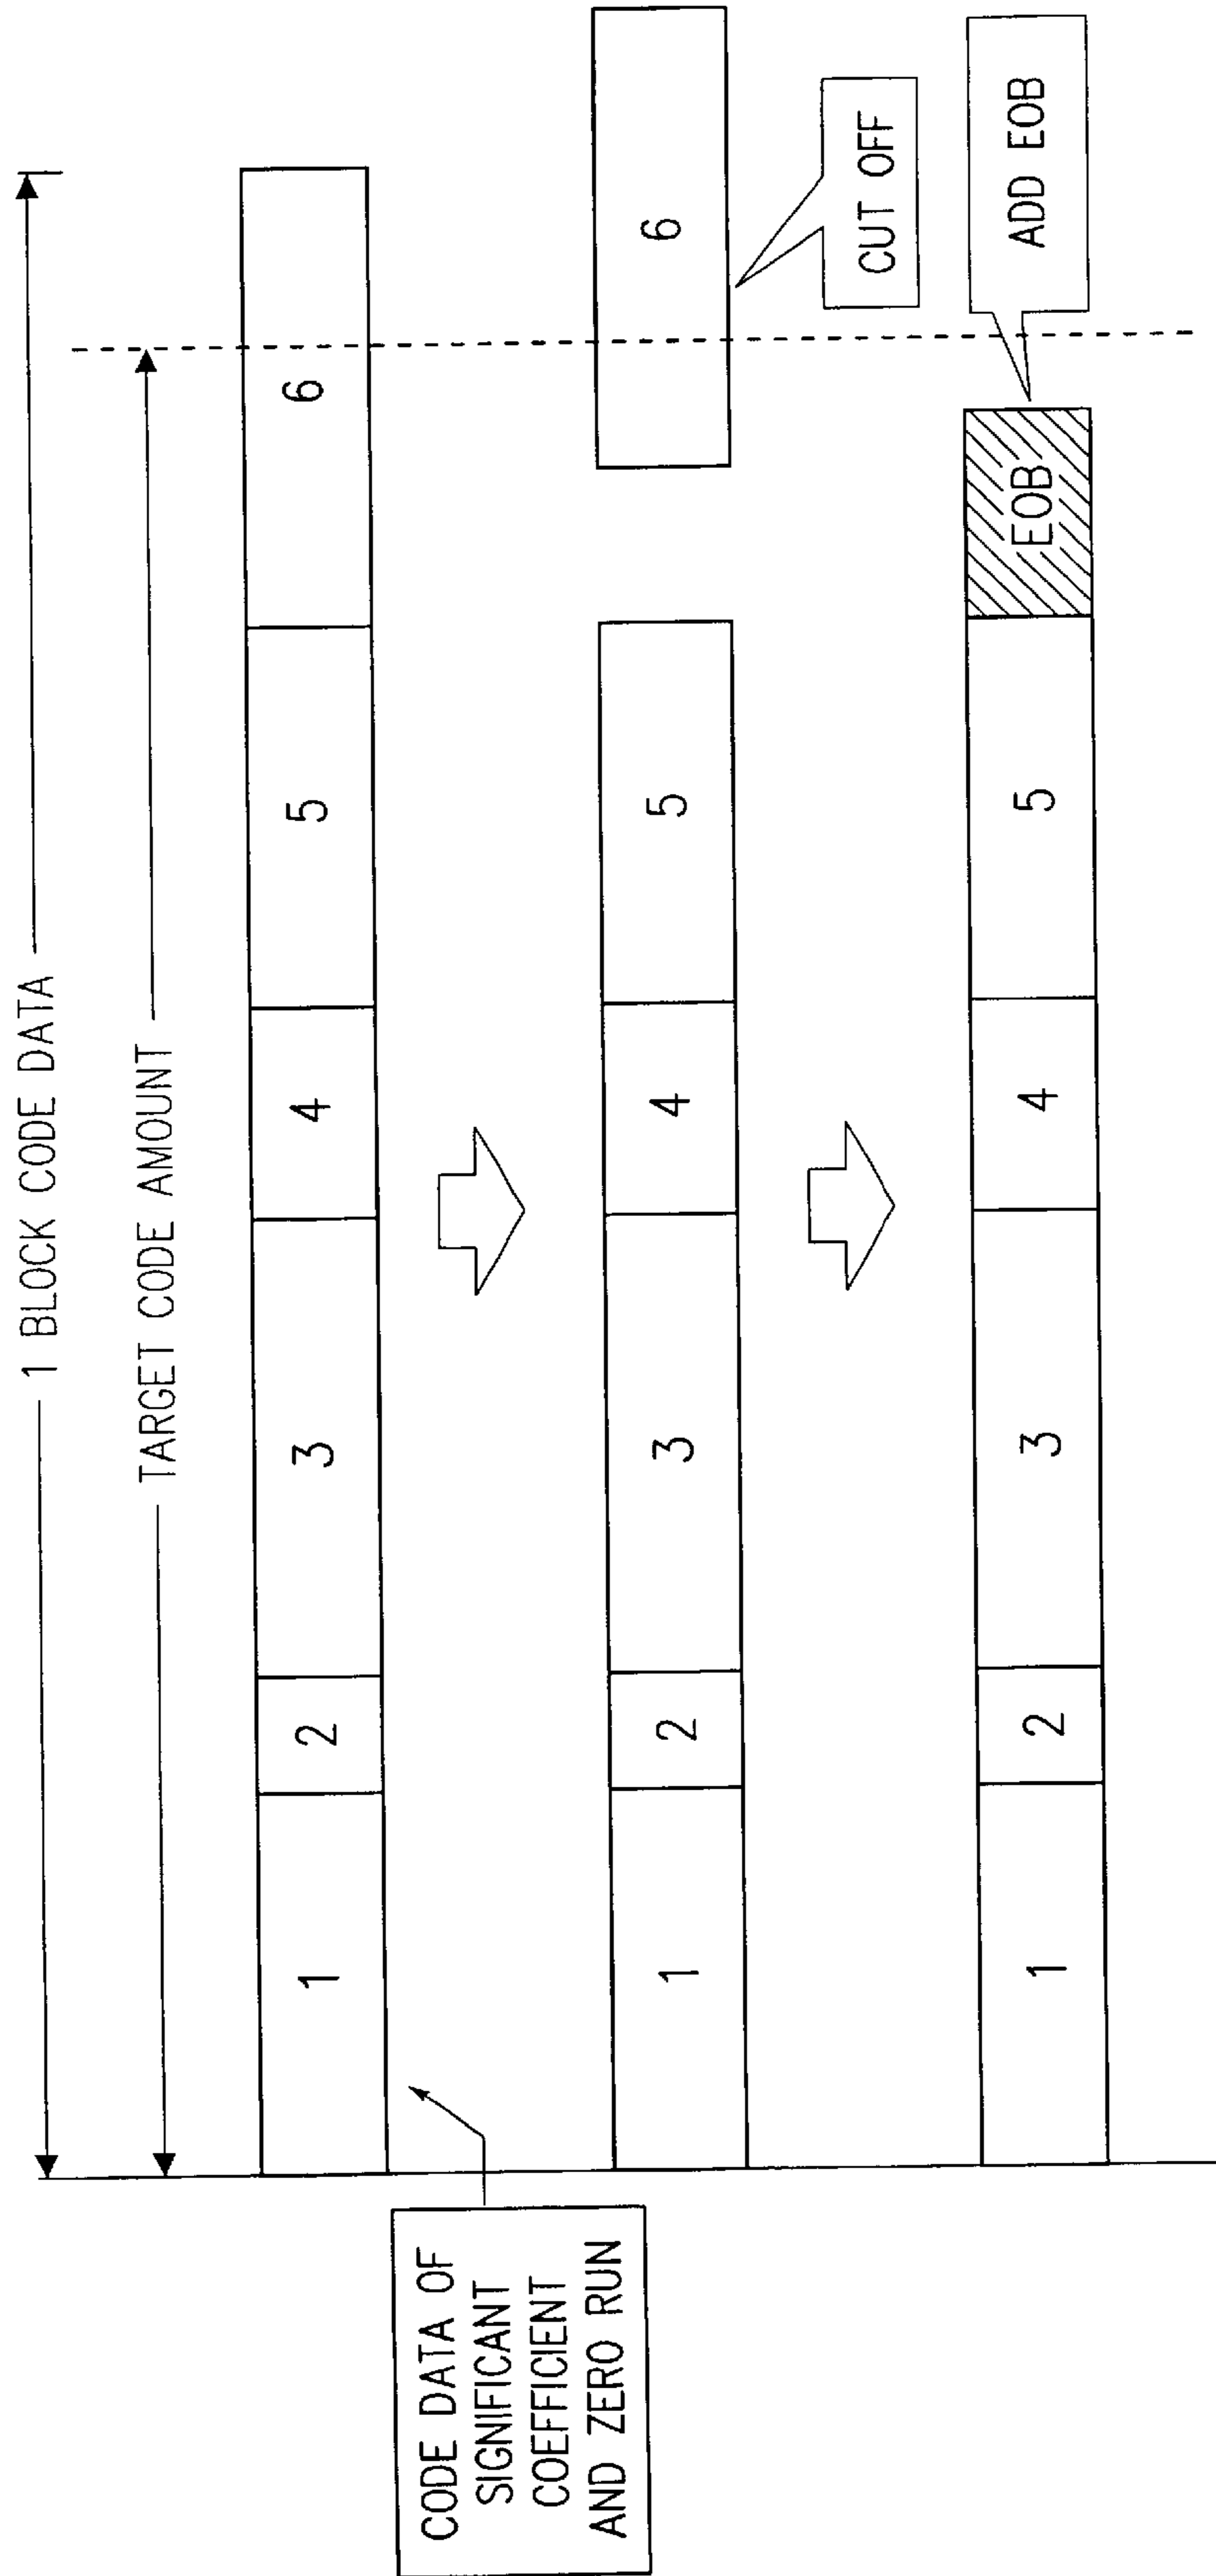 1 BLOCK CODE DATA
TARGET CODE AMOUNT
CODE DATA OF
SIGNIFICANT
COEFFICIENT
AND ZERO RUN
1 2 3 4 5 6
1 2 3 4 5 6
CUT OFF
1 2 3 4 5 EOB
ADD EOB